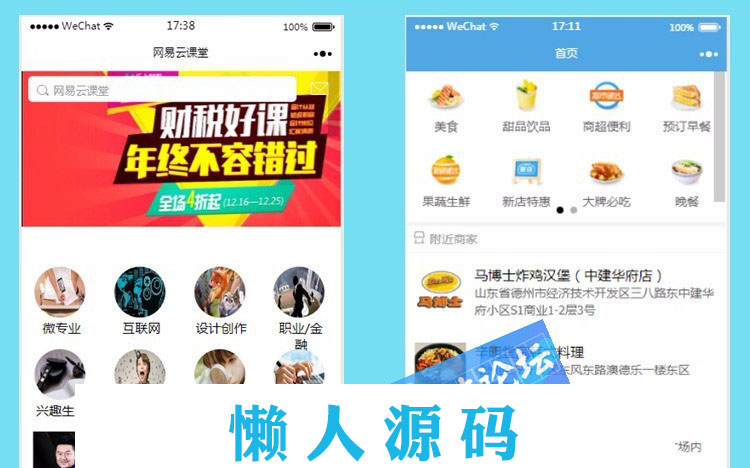 WeChat 17:38 100%
网易云课堂
网易云课堂
财税好课
年终不容错过
全场4折起 (12.16—12.25)
微专业 互联网 设计创作 职业/金融
兴趣生
WeChat 17:11 100%
首页
美食 甜品饮品 商超便利 预订早餐
果蔬生鲜 新店特惠 大牌必吃 晚餐
附近商家
马博士炸鸡汉堡（中建华府店）
山东省德州市经济技术开发区三八路东中建华
府小区S1商业1-2层3号
马博士
料理
东风东路澳德乐一楼东区
论坛
场内
懒人源码